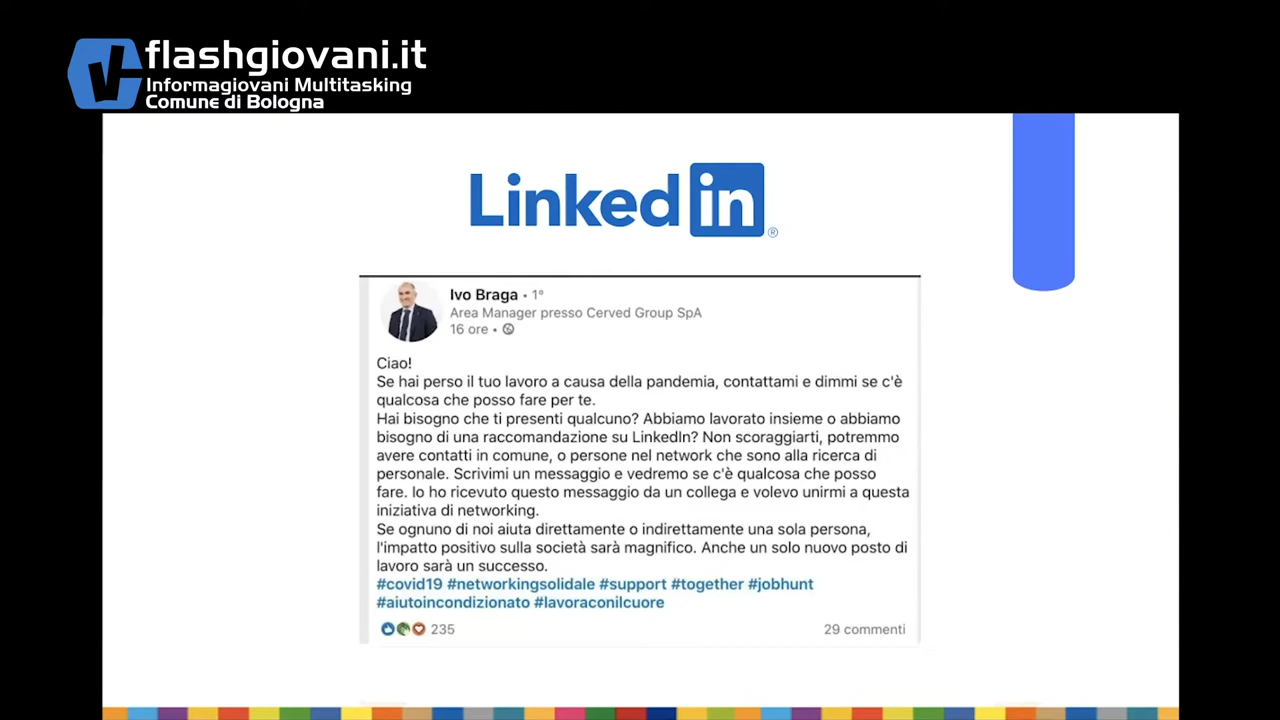 flashgiovani.it
Informagiovani Multitasking
Comune di Bologna
Linked in ®
Ivo Braga • 1°
Area Manager presso Cerved Group SpA
16 ore •
Ciao!
Se hai perso il tuo lavoro a causa della pandemia, contattami e dimmi se c'è
qualcosa che posso fare per te.
Hai bisogno che ti presenti qualcuno? Abbiamo lavorato insieme o abbiamo
bisogno di una raccomandazione su LinkedIn? Non scoraggiarti, potremmo
avere contatti in comune, o persone nel network che sono alla ricerca di
personale. Scrivimi un messaggio e vedremo se c'è qualcosa che posso
fare. Io ho ricevuto questo messaggio da un collega e volevo unirmi a questa
iniziativa di networking.
Se ognuno di noi aiuta direttamente o indirettamente una sola persona,
l'impatto positivo sulla società sarà magnifico. Anche un solo nuovo posto di
lavoro sarà un successo.
#covid19 #networkingsolidale #support #together #jobhunt
#aiutoincondizionato #lavoraconilcuore
235
29 commenti